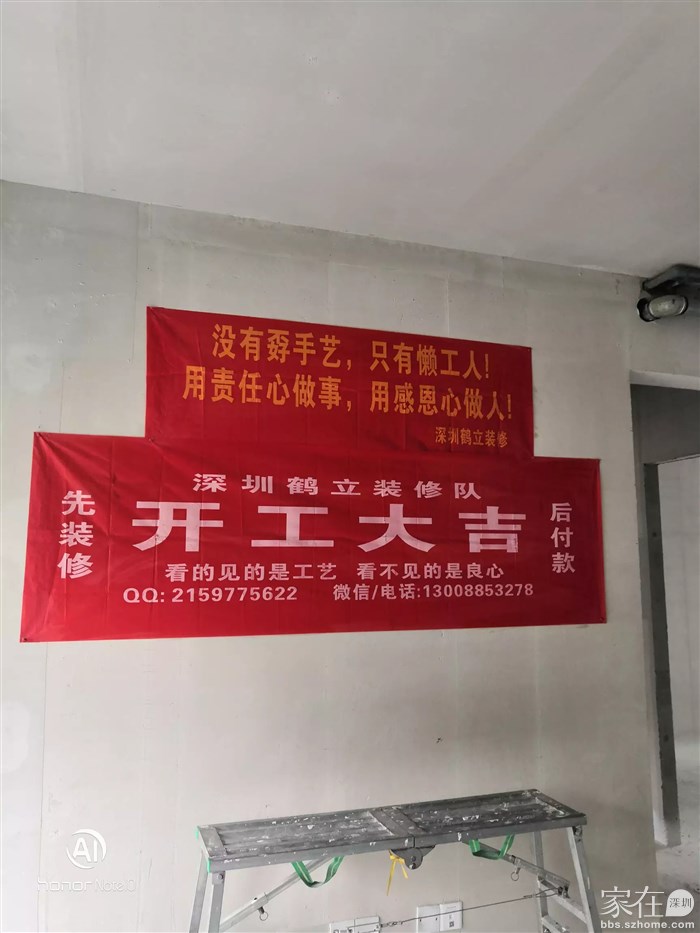 没有孬手艺，只有懒工人！
用责任心做事，用感恩心做人！
深圳鹤立装修
深圳鹤立装修队
先装修
开工大吉
后付款
看的见的是工艺 看不见的是良心
QQ: 2159775622 微信/电话:13008853278
AI
honor Note10
家在深圳
bbs.szhome.com